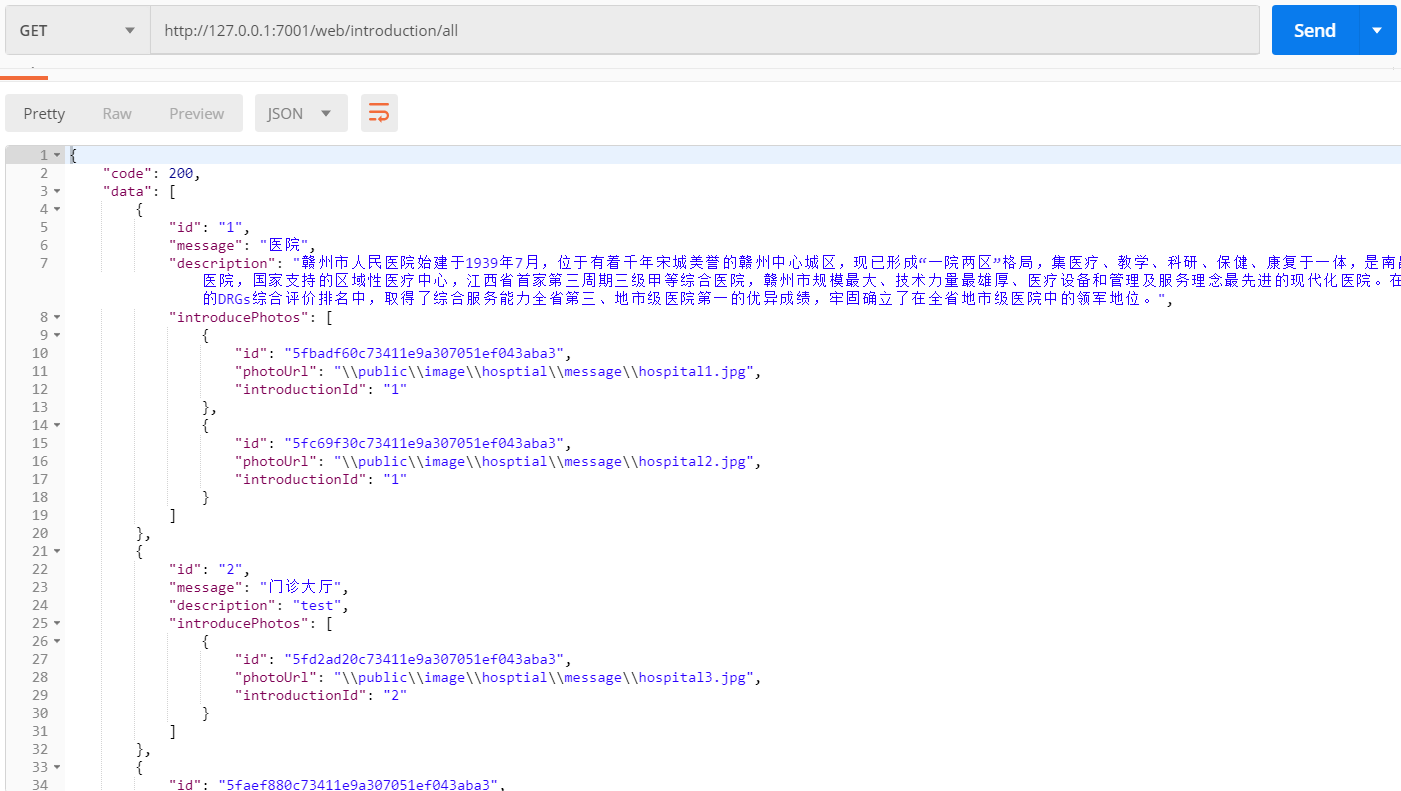 GET
http://127.0.0.1:7001/web/introduction/all
Send
Pretty Raw Preview JSON
1 {
2 "code": 200,
3 "data": [
4 {
5 "id": "1",
6 "message": "医院",
7 "description": "赣州市人民医院始建于1939年7月，位于有着千年宋城美誉的赣州中心城区，现已形成“一院两区”格局，集医疗、教学、科研、保健、康复于一体，是南
医院，国家支持的区域性医疗中心，江西省首家第三周期三级甲等综合医院，赣州市规模最大、技术力量最雄厚、医疗设备和管理及服务理念最先进的现代化医院。在
的DRGs综合评价排名中，取得了综合服务能力全省第三、地市级医院第一的优异成绩，牢固确立了在全省地市级医院中的领军地位。",
8 "introducePhotos": [
9 {
10 "id": "5fbadf60c73411e9a307051ef043aba3",
11 "photoUrl": "\\public\\image\\hosptial\\message\\hospital1.jpg",
12 "introductionId": "1"
13 },
14 {
15 "id": "5fc69f30c73411e9a307051ef043aba3",
16 "photoUrl": "\\public\\image\\hosptial\\message\\hospital2.jpg",
17 "introductionId": "1"
18 }
19 ]
20 },
21 {
22 "id": "2",
23 "message": "门诊大厅",
24 "description": "test",
25 "introducePhotos": [
26 {
27 "id": "5fd2ad20c73411e9a307051ef043aba3",
28 "photoUrl": "\\public\\image\\hosptial\\message\\hospital3.jpg",
29 "introductionId": "2"
30 }
31 ]
32 },
33 {
34 "id": "5faef880c73411e9a307051ef043aba3",